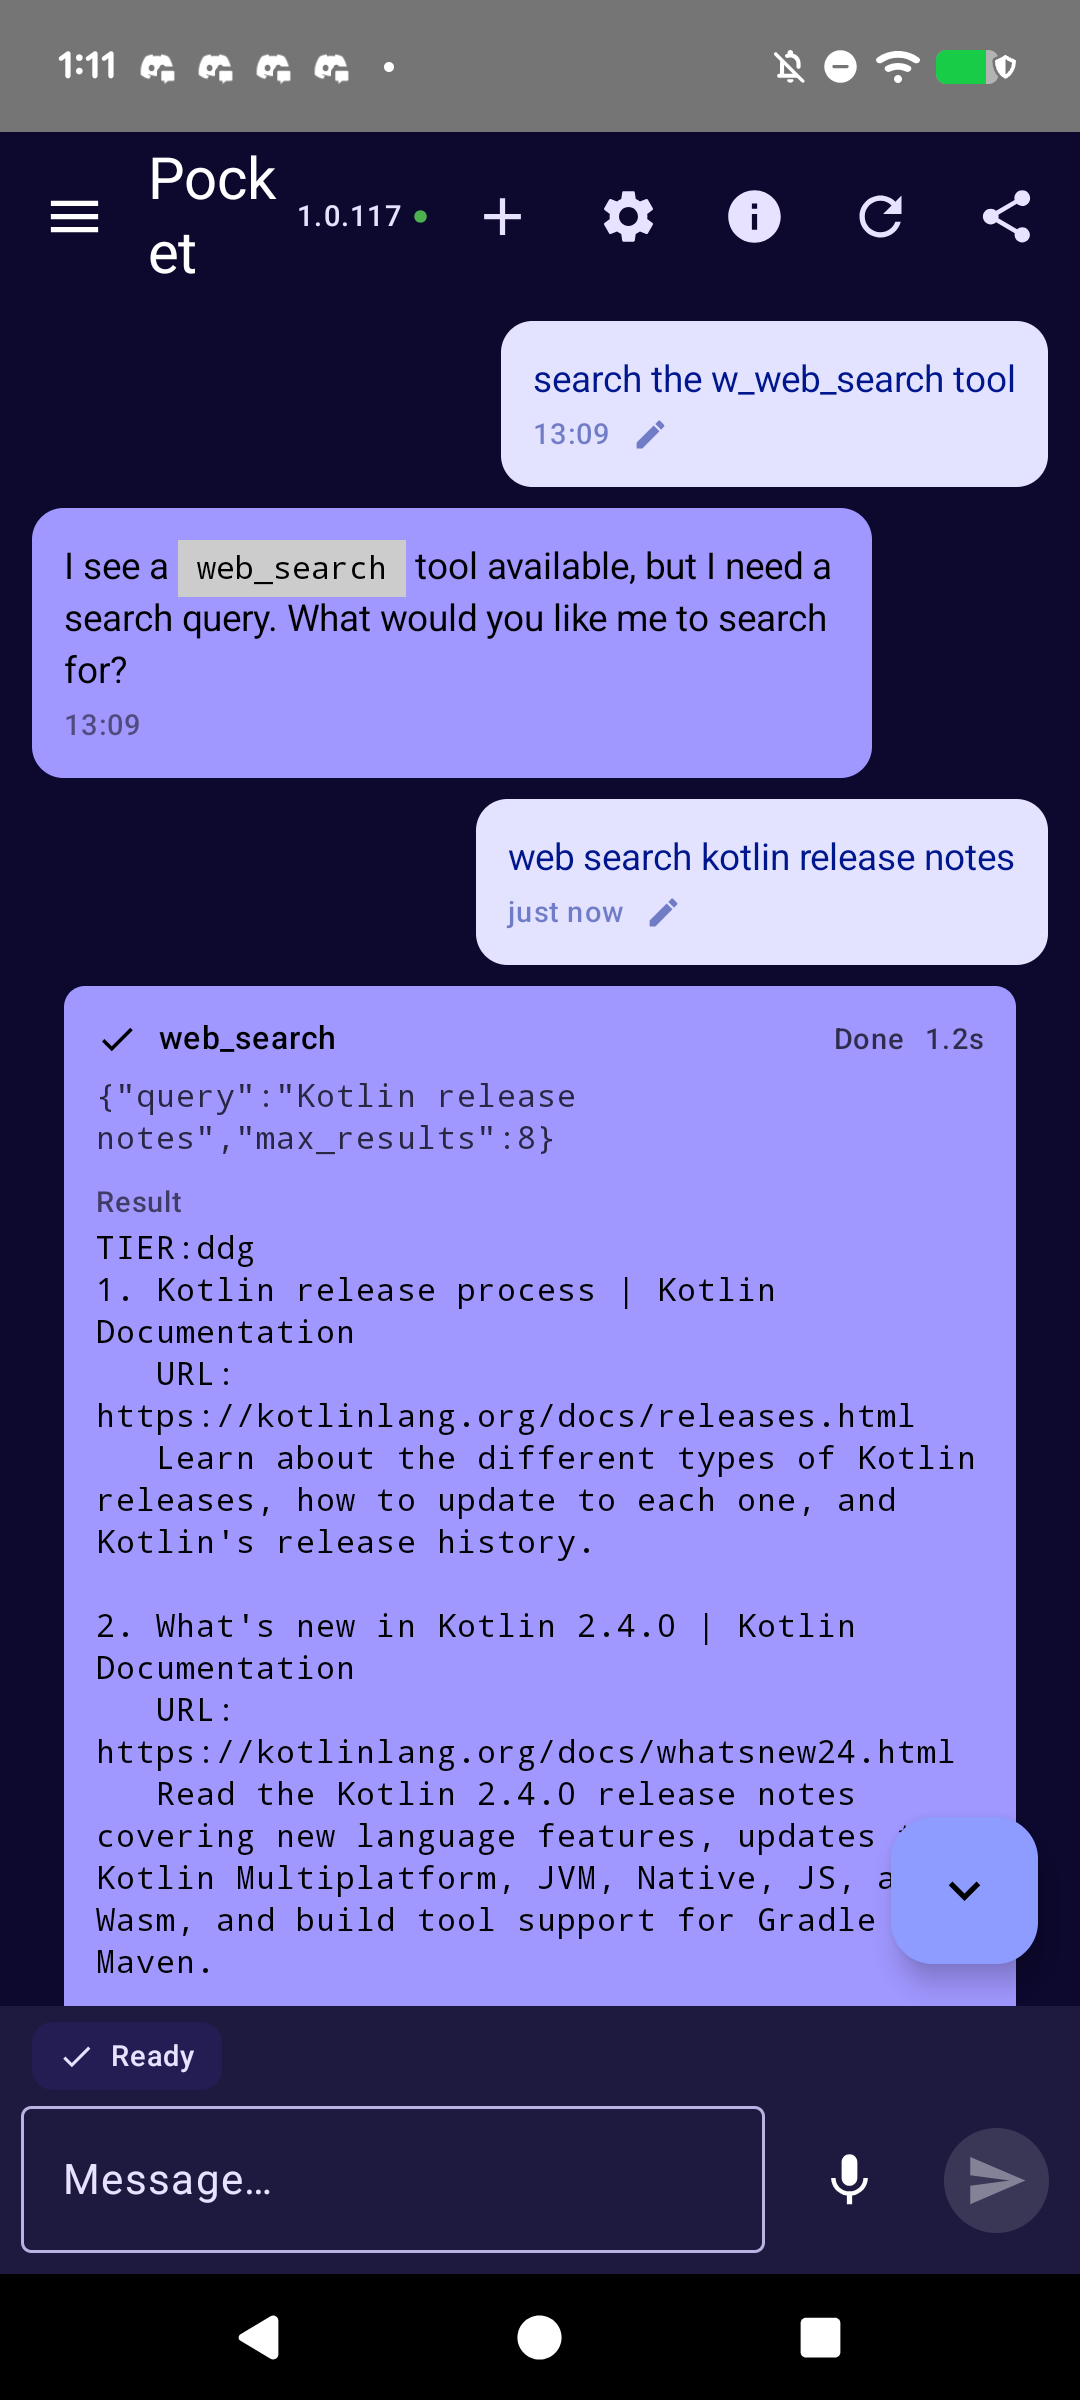 1:11
Pock
et
1.0.117
search the w_web_search tool
13:09
I see a web_search tool available, but I need a
search query. What would you like me to search
for?
13:09
web search kotlin release notes
just now
web_search Done 1.2s
{"query":"Kotlin release
notes","max_results":8}
Result
TIER:ddg
1. Kotlin release process | Kotlin
Documentation
URL:
https://kotlinlang.org/docs/releases.html
Learn about the different types of Kotlin
releases, how to update to each one, and
Kotlin's release history.
2. What's new in Kotlin 2.4.0 | Kotlin
Documentation
URL:
https://kotlinlang.org/docs/whatsnew24.html
Read the Kotlin 2.4.0 release notes
covering new language features, updates
Kotlin Multiplatform, JVM, Native, JS,
Wasm, and build tool support for Gradle
Maven.
Ready
Message…